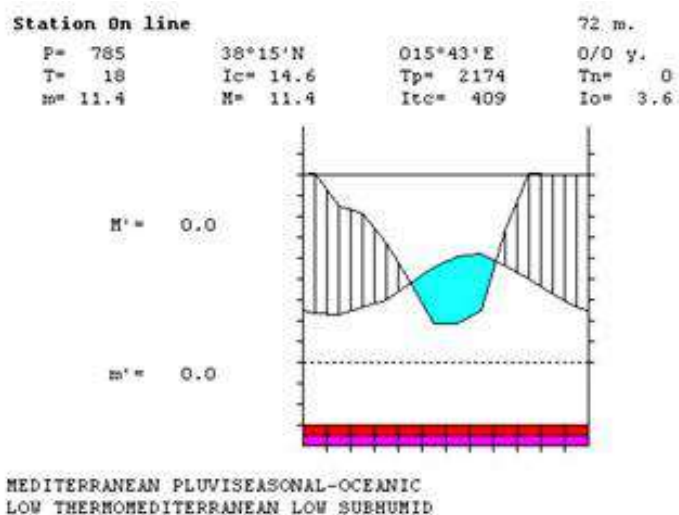 Station On line 72 m.
P= 785 38°15'N 015°43'E 0/0 y.
T= 18 Ic= 14.6 Tp= 2174 Tn= 0
m= 11.4 M= 11.4 Itc= 409 Io= 3.6
M'= 0.0
m'= 0.0
MEDITERRANEAN PLUVISEASONAL-OCEANIC
LOW THERMOMEDITERRANEAN LOW SUBHUMID